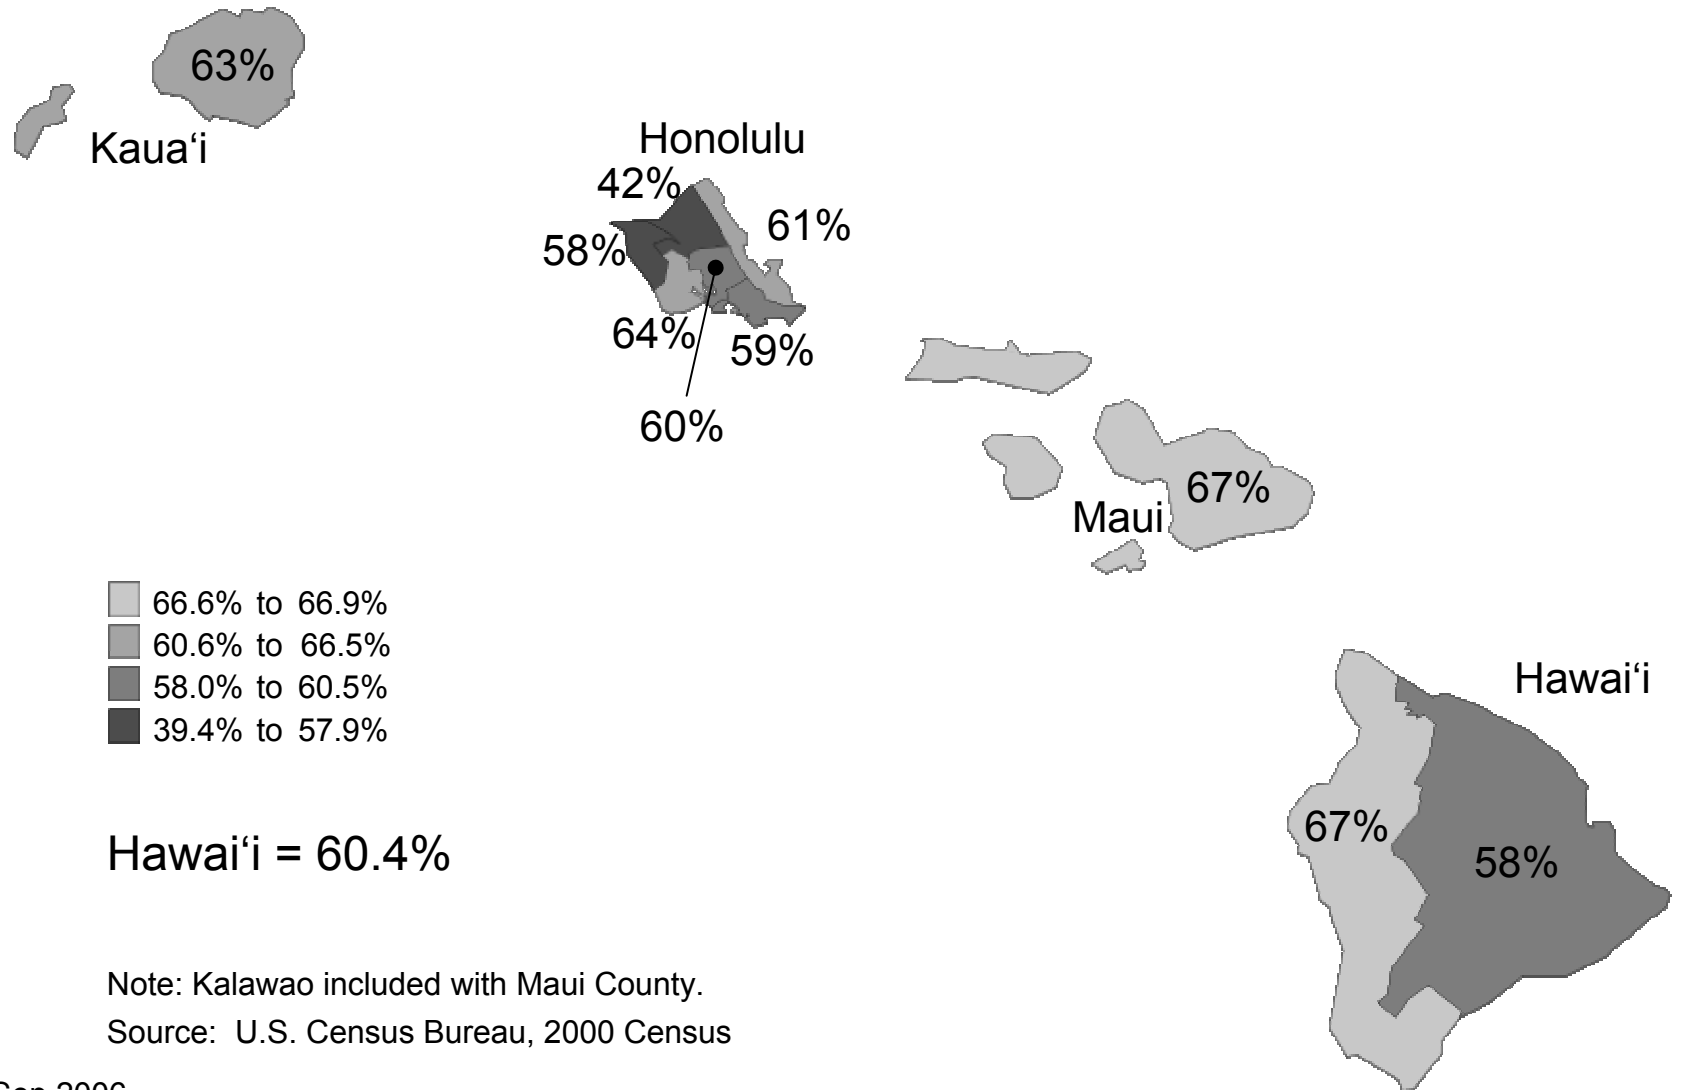 63%
Kaua‘i
Honolulu
42%
61%
58%
64%
59%
60%
67%
Maui
66.6% to 66.9%
60.6% to 66.5%
58.0% to 60.5%
39.4% to 57.9%
Hawai‘i
67%
58%
Hawai‘i = 60.4%
Note: Kalawao included with Maui County.
Source: U.S. Census Bureau, 2000 Census